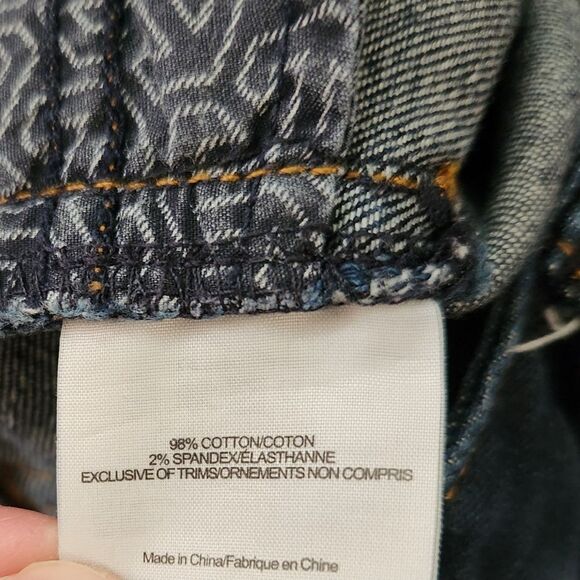 98% COTTON/COTON
2% SPANDEX/ÉLASTHANNE
EXCLUSIVE OF TRIMS/ORNEMENTS NON COMPRIS
Made in China/Fabrique en Chine